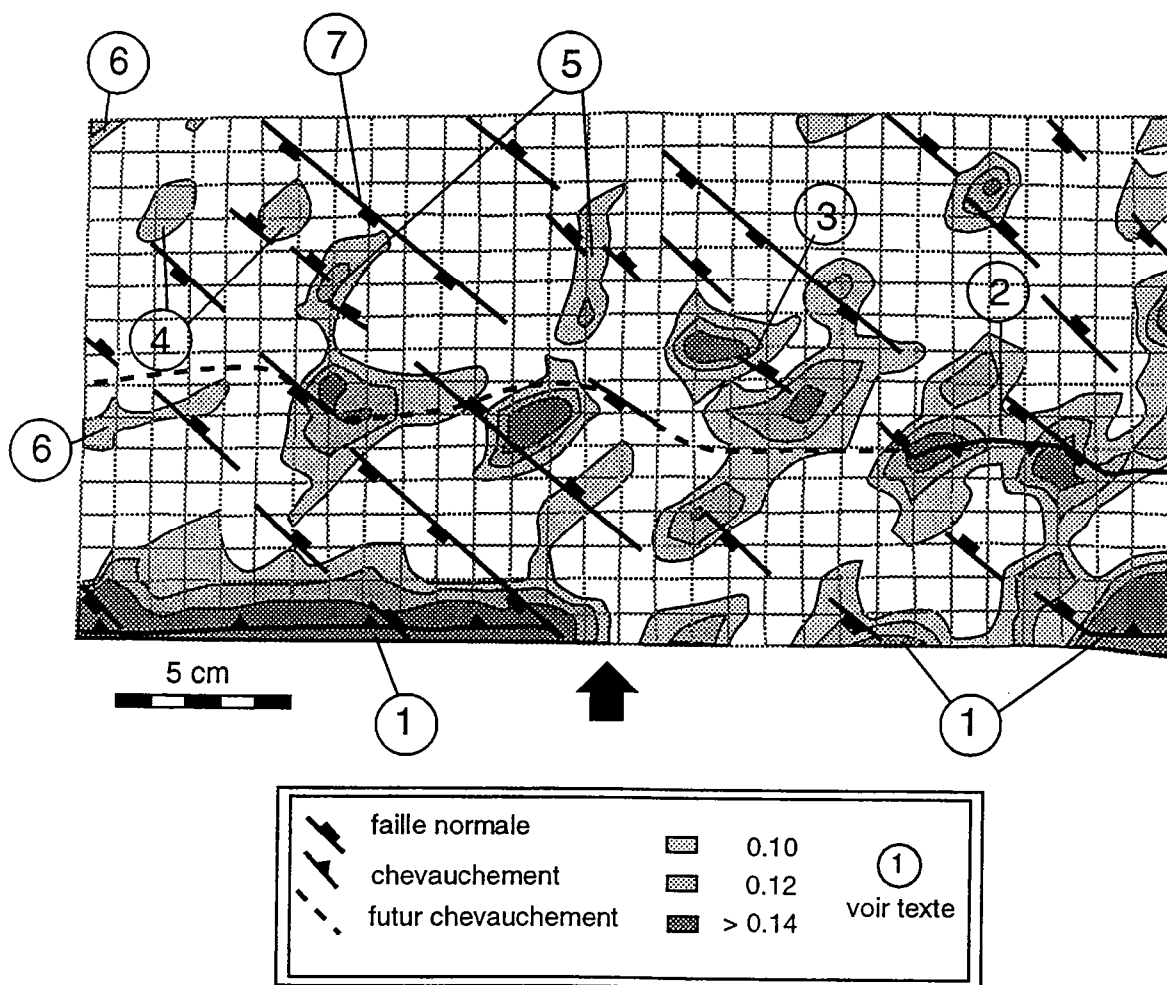 6
7
5
3
2
4
6
5 cm
1
1
faille normale
chevauchement
futur chevauchement
0.10
0.12
> 0.14
1
voir texte